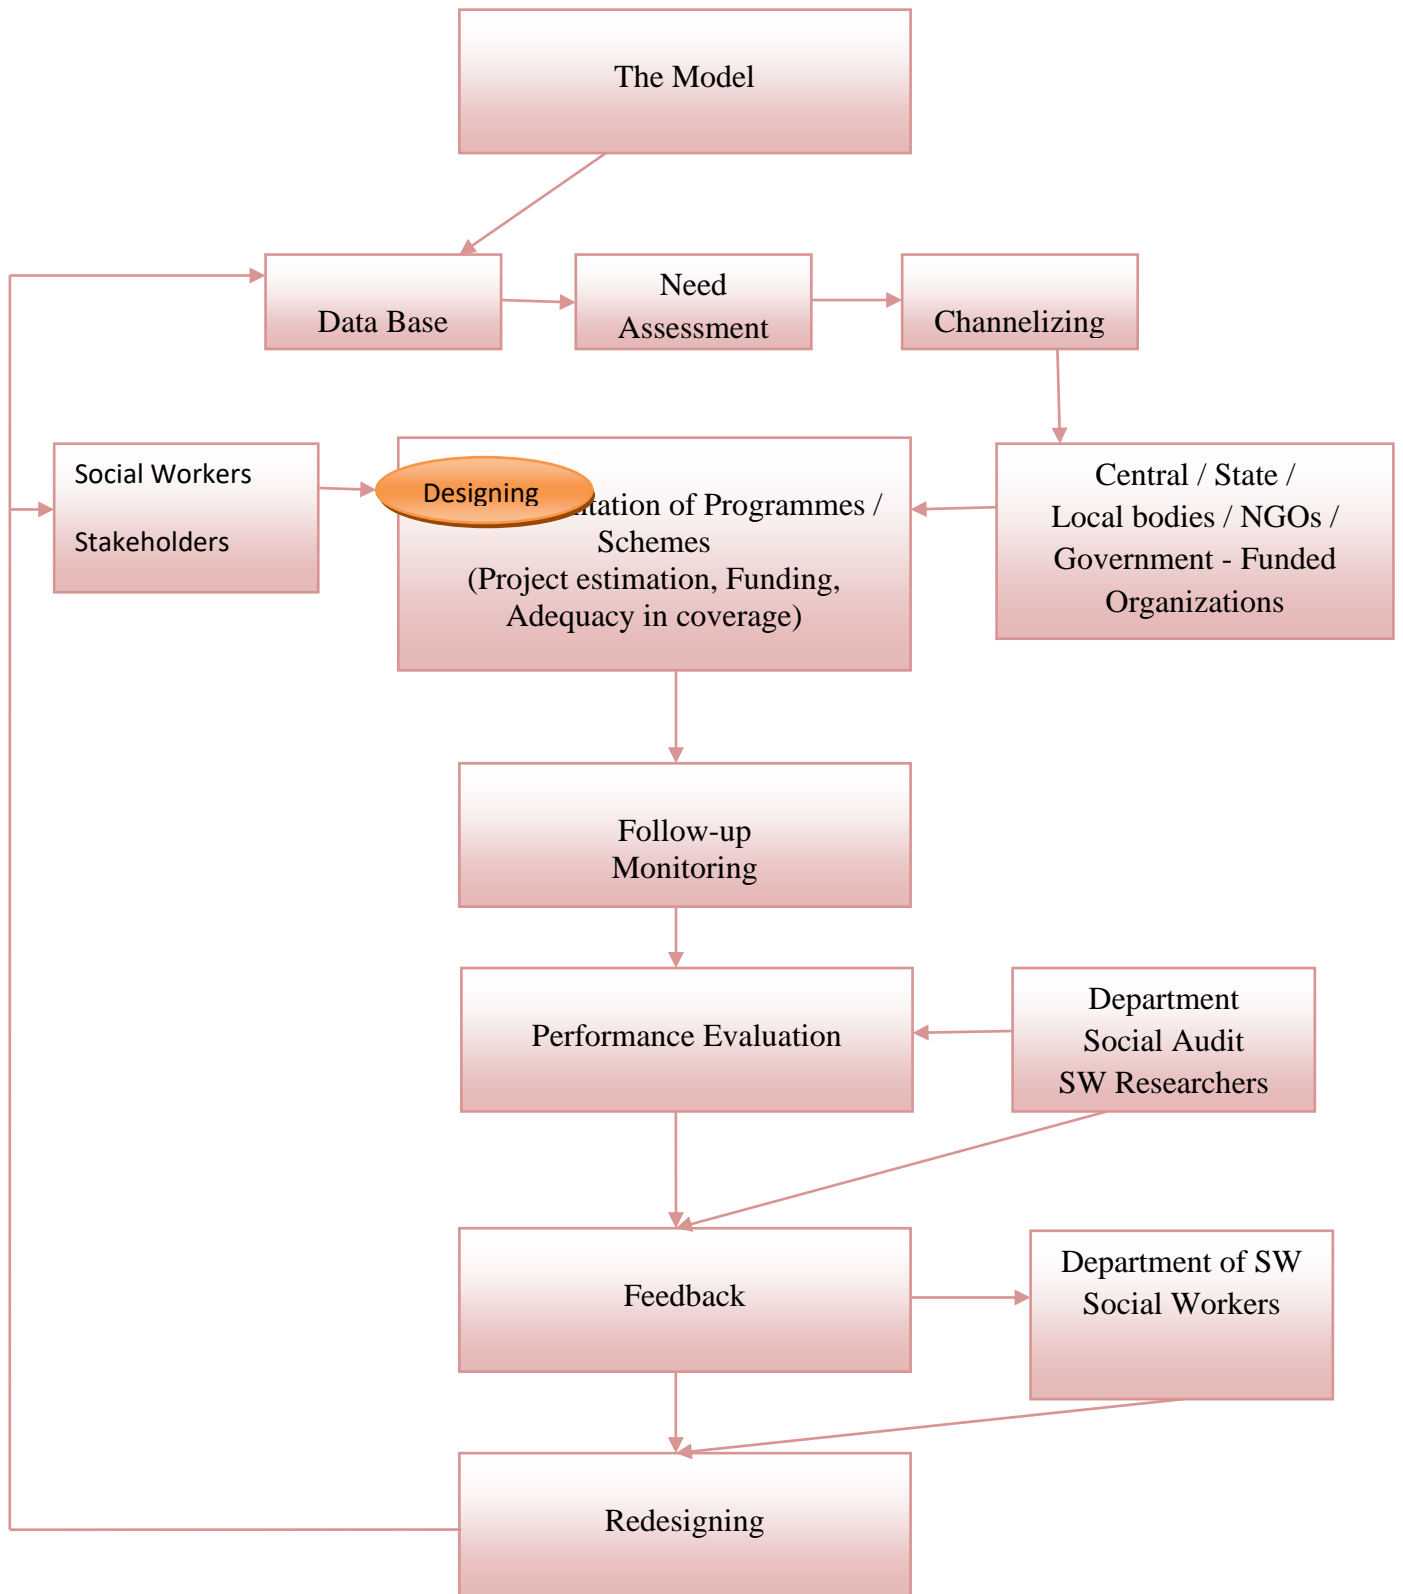 The Model
Data Base
Need
Assessment
Channelizing
Social Workers
Stakeholders
Designing
tation of Programmes /
Schemes
(Project estimation, Funding,
Adequacy in coverage)
Central / State /
Local bodies / NGOs /
Government - Funded
Organizations
Follow-up
Monitoring
Performance Evaluation
Department
Social Audit
SW Researchers
Feedback
Department of SW
Social Workers
Redesigning